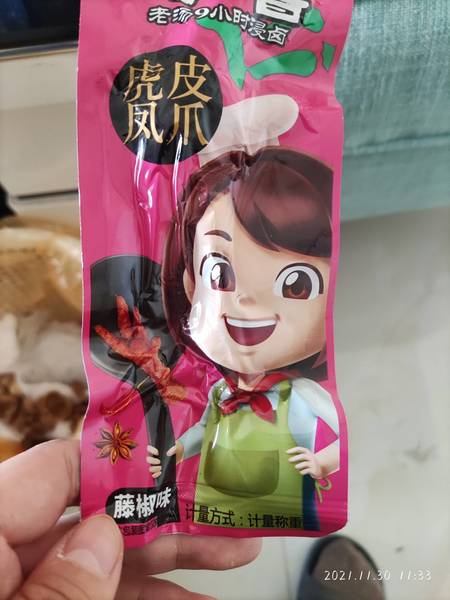 老汤9小时浸卤
虎皮
凤爪
藤椒味
计量方式：计量称重
2021.11.30 11:33